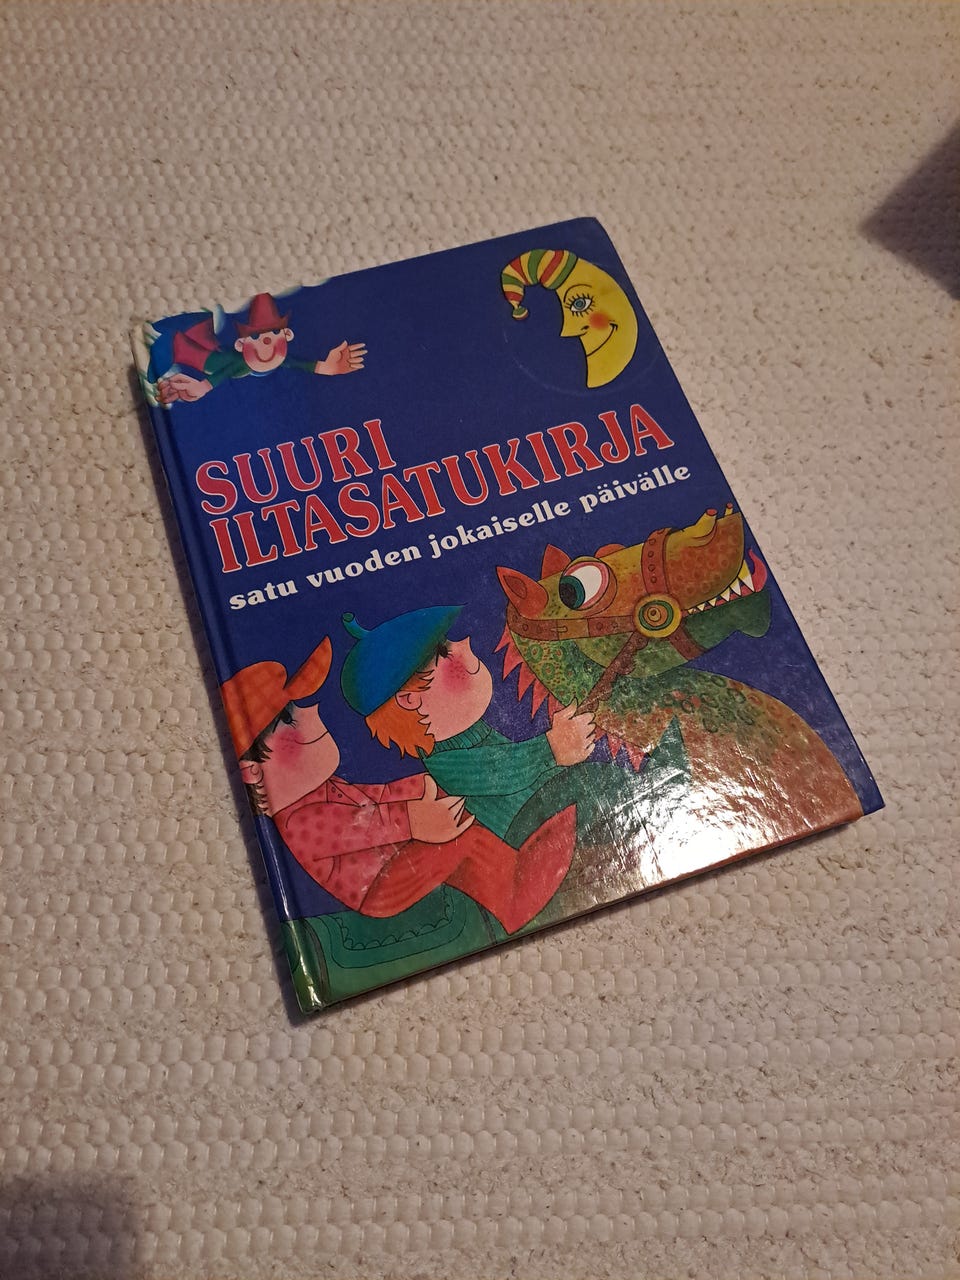 SUURI
ILTASATUKIRJA
satu vuoden jokaiselle päivälle